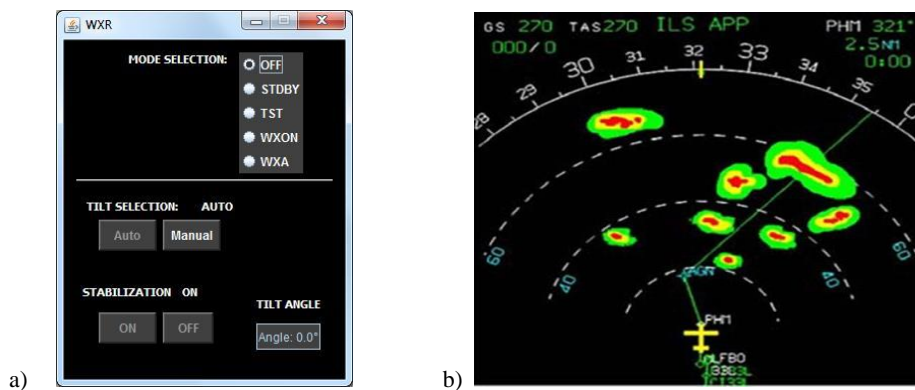 WXR
MODE SELECTION:
OFF
STDBY
TST
WXON
WXA
TILT SELECTION: AUTO
Auto Manual
STABILIZATION ON
ON OFF
TILT ANGLE
Angle: 0.0°
a)
GS 270 TAS270 ILS APP PHM 321°
000/0 2.5NM
0:00
28 29 30 31 32 33 34 35 0
60 40 40 60
PHM
LFBO
b)